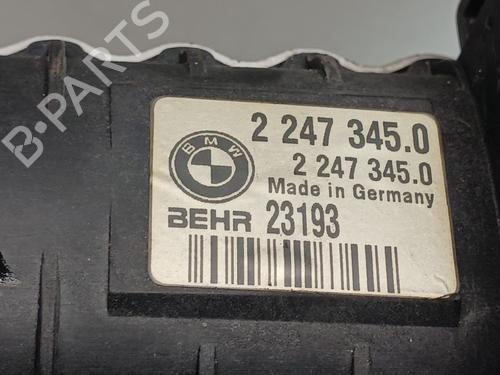 B-PARTS
BMW
2 247 345.0
2 247 345.0
Made in Germany
BEHR 23193